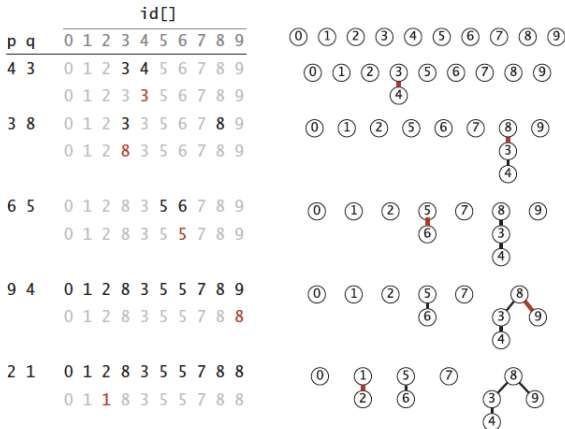 id[]
p q 0 1 2 3 4 5 6 7 8 9
0 1 2 3 4 5 6 7 8 9
4 3 0 1 2 3 4 5 6 7 8 9
0 1 2 3 3 5 6 7 8 9
0 1 2 3 5 6 7 8 9
4
3 8 0 1 2 3 3 5 6 7 8 9
0 1 2 8 3 5 6 7 8 9
0 1 2 5 6 7 8 9
3
4
6 5 0 1 2 8 3 5 6 7 8 9
0 1 2 8 3 5 5 7 8 9
0 1 2 5 7 8 9
6 3
4
9 4 0 1 2 8 3 5 5 7 8 9
0 1 2 8 3 5 5 7 8 8
0 1 2 5 7 8
6 3 9
4
2 1 0 1 2 8 3 5 5 7 8 8
0 1 1 8 3 5 5 7 8 8
0 1 5 7 8
2 6 3 9
4